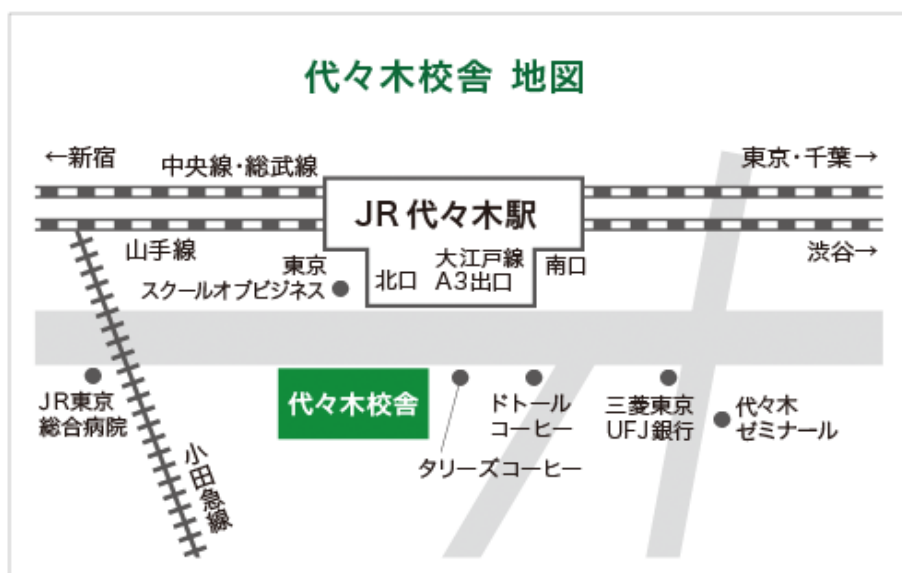 代々木校舎 地図
←新宿
中央線・総武線
東京・千葉→
JR代々木駅
山手線
渋谷→
東京
スクールオブビジネス
北口
大江戸線
A3出口
南口
JR東京
総合病院
代々木校舎
ドトール
コーヒー
三菱東京
UFJ銀行
代々木
ゼミナール
タリーズコーヒー
小田急線